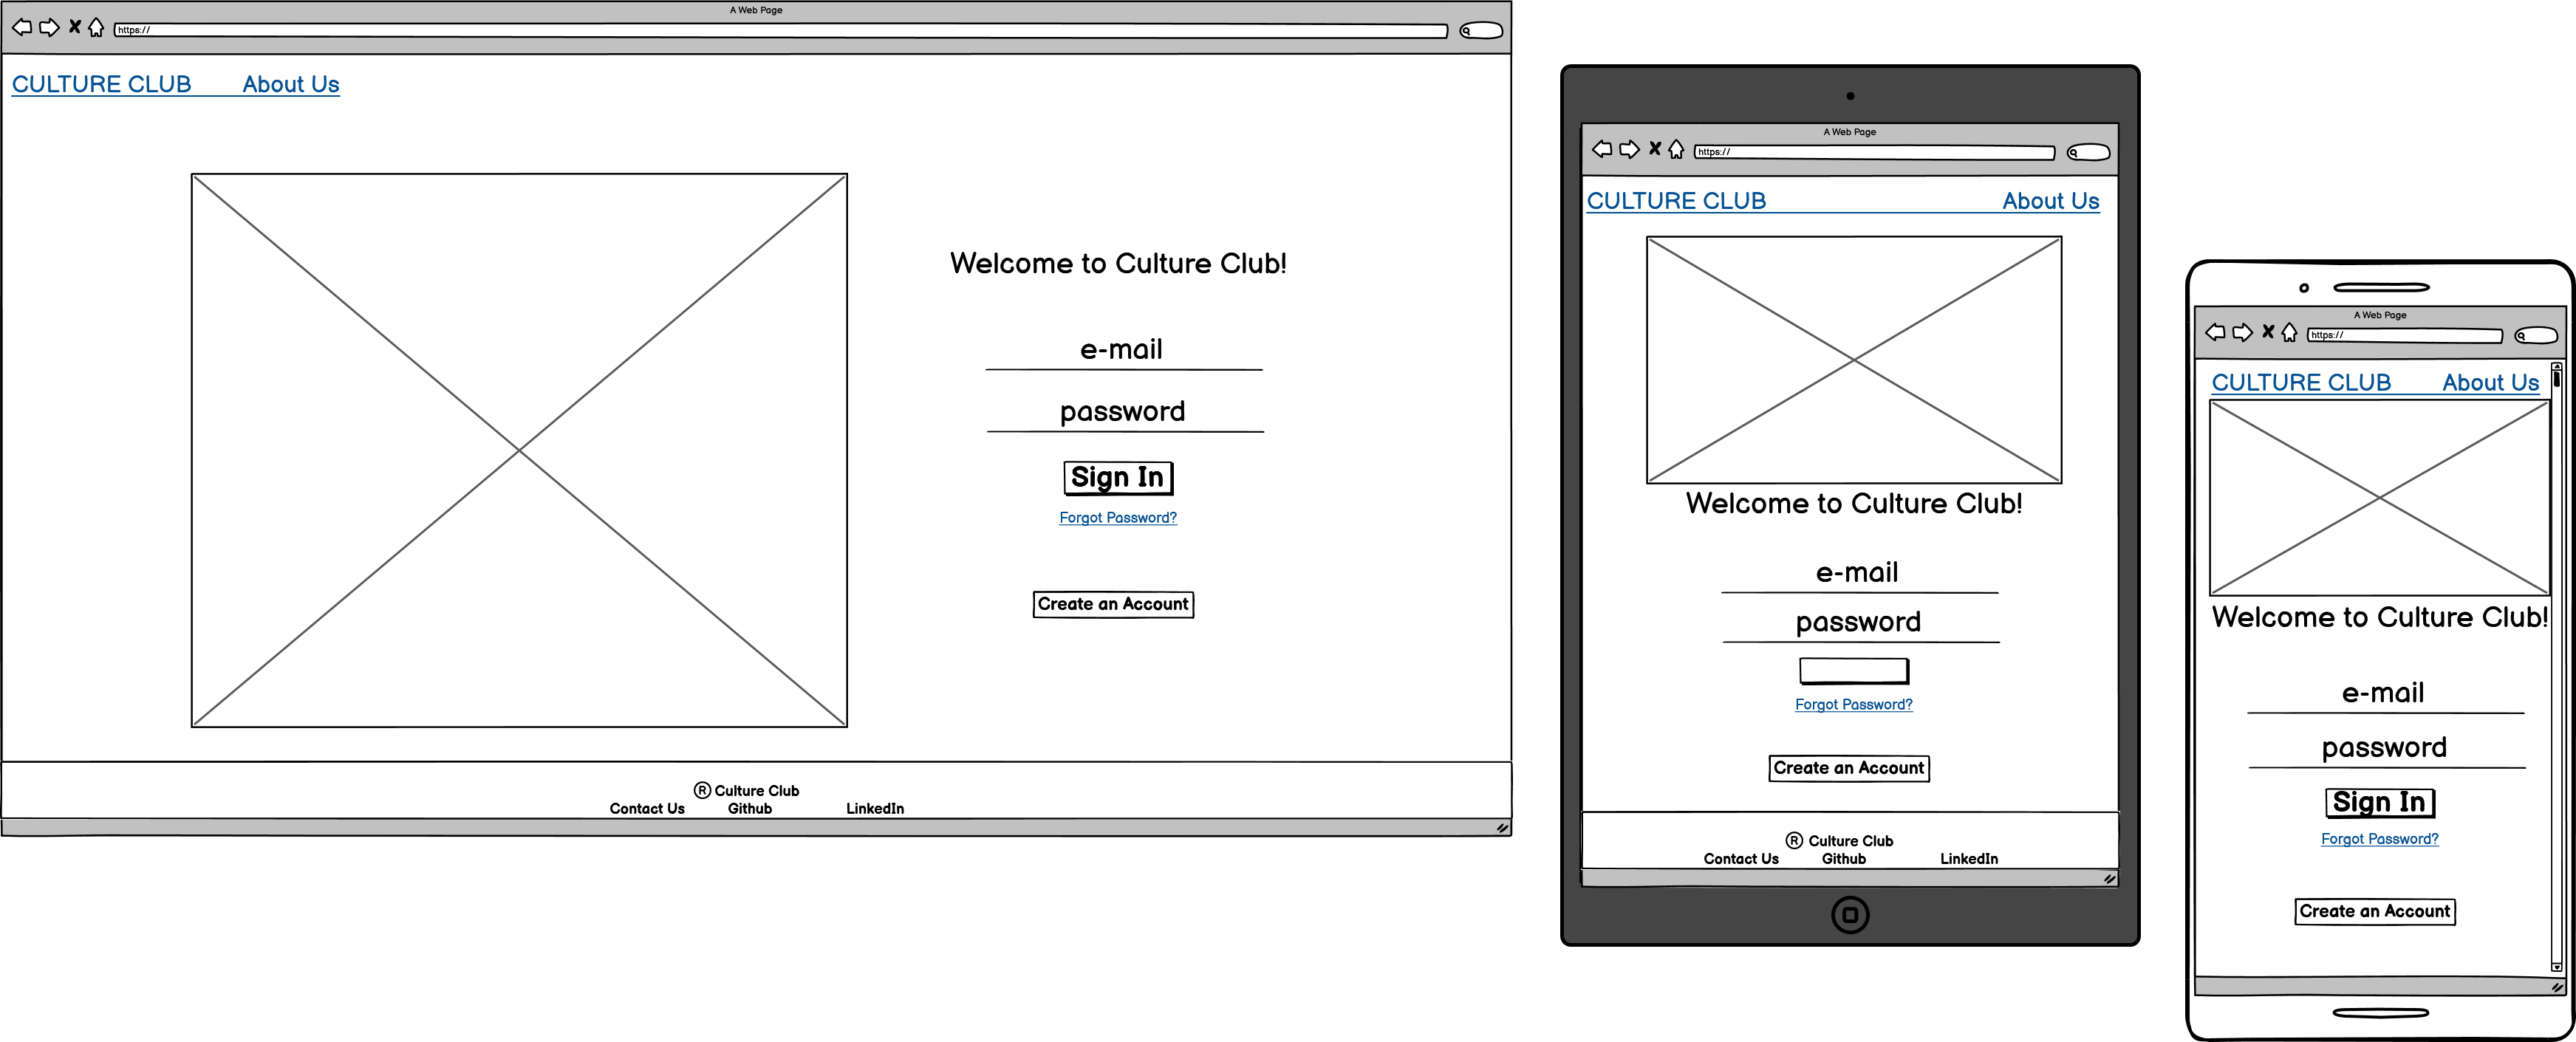 A Web Page
https://
CULTURE CLUB About Us
Welcome to Culture Club!
e-mail
password
Sign In
Forgot Password?
Create an Account
® Culture Club
Contact Us Github LinkedIn
A Web Page
https://
CULTURE CLUB About Us
Welcome to Culture Club!
e-mail
password
Forgot Password?
Create an Account
® Culture Club
Contact Us Github LinkedIn
A Web Page
https://
CULTURE CLUB About Us
Welcome to Culture Club!
e-mail
password
Sign In
Forgot Password?
Create an Account